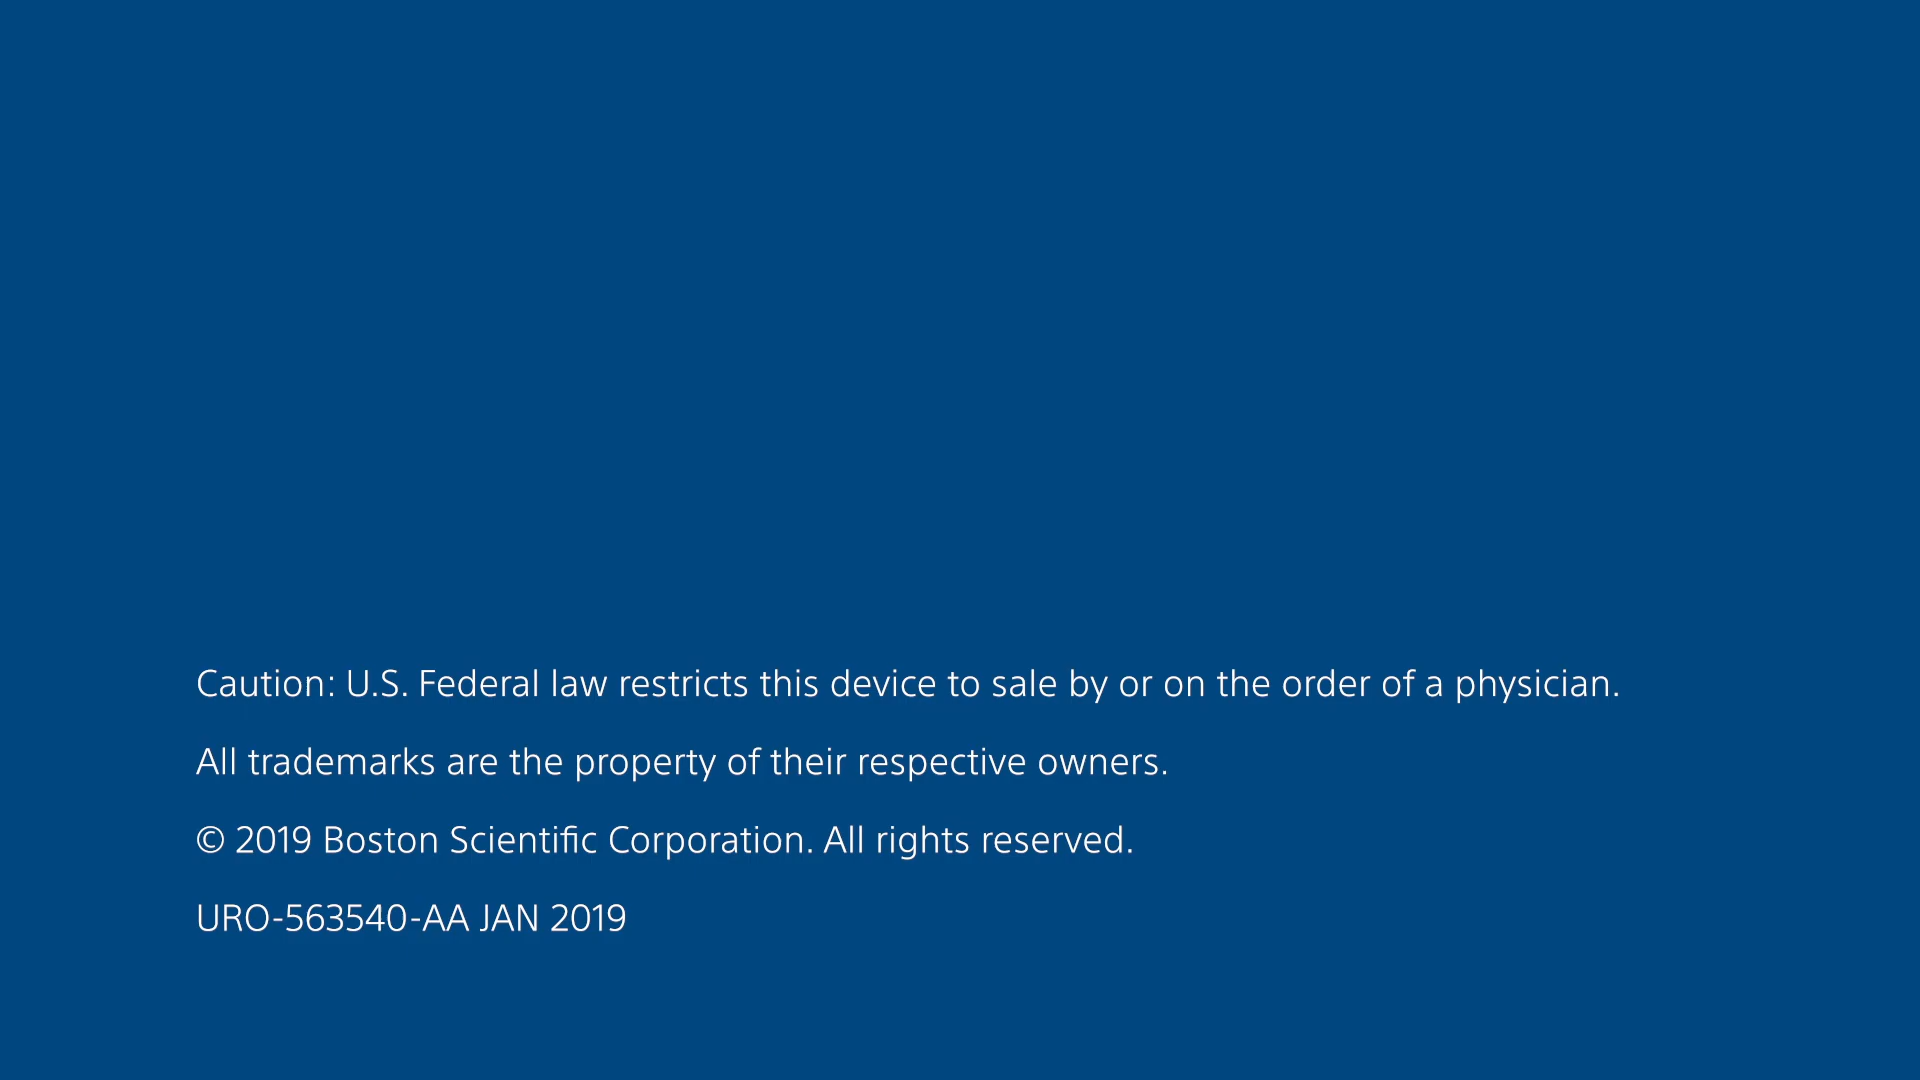 Caution: U.S. Federal law restricts this device to sale by or on the order of a physician.
All trademarks are the property of their respective owners.
© 2019 Boston Scientific Corporation. All rights reserved.
URO-563540-AA JAN 2019